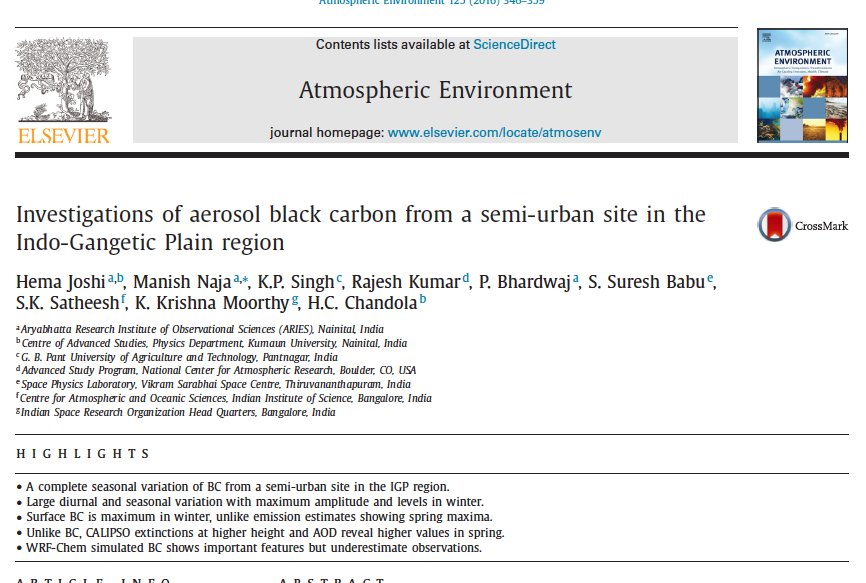 Atmospheric Environment 125 (2016) 346–359
Contents lists available at ScienceDirect
Atmospheric Environment
journal homepage: www.elsevier.com/locate/atmosenv
ELSEVIER
ATMOSPHERIC
ENVIRONMENT
Investigations of aerosol black carbon from a semi-urban site in the
Indo-Gangetic Plain region
CrossMark
Hema Joshi a,b, Manish Naja a,*, K.P. Singh c, Rajesh Kumar d, P. Bhardwaj a, S. Suresh Babu e,
S.K. Satheesh f, K. Krishna Moorthy g, H.C. Chandola b
a Aryabhatta Research Institute of Observational Sciences (ARIES), Nainital, India
b Centre of Advanced Studies, Physics Department, Kumaun University, Nainital, India
c G. B. Pant University of Agriculture and Technology, Pantnagar, India
d Advanced Study Program, National Center for Atmospheric Research, Boulder, CO, USA
e Space Physics Laboratory, Vikram Sarabhai Space Centre, Thiruvananthapuram, India
f Centre for Atmospheric and Oceanic Sciences, Indian Institute of Science, Bangalore, India
g Indian Space Research Organization Head Quarters, Bangalore, India
HIGHLIGHTS
• A complete seasonal variation of BC from a semi-urban site in the IGP region.
• Large diurnal and seasonal variation with maximum amplitude and levels in winter.
• Surface BC is maximum in winter, unlike emission estimates showing spring maxima.
• Unlike BC, CALIPSO extinctions at higher height and AOD reveal higher values in spring.
• WRF-Chem simulated BC shows important features but underestimate observations.
ARTICLE INFO
ABSTRACT